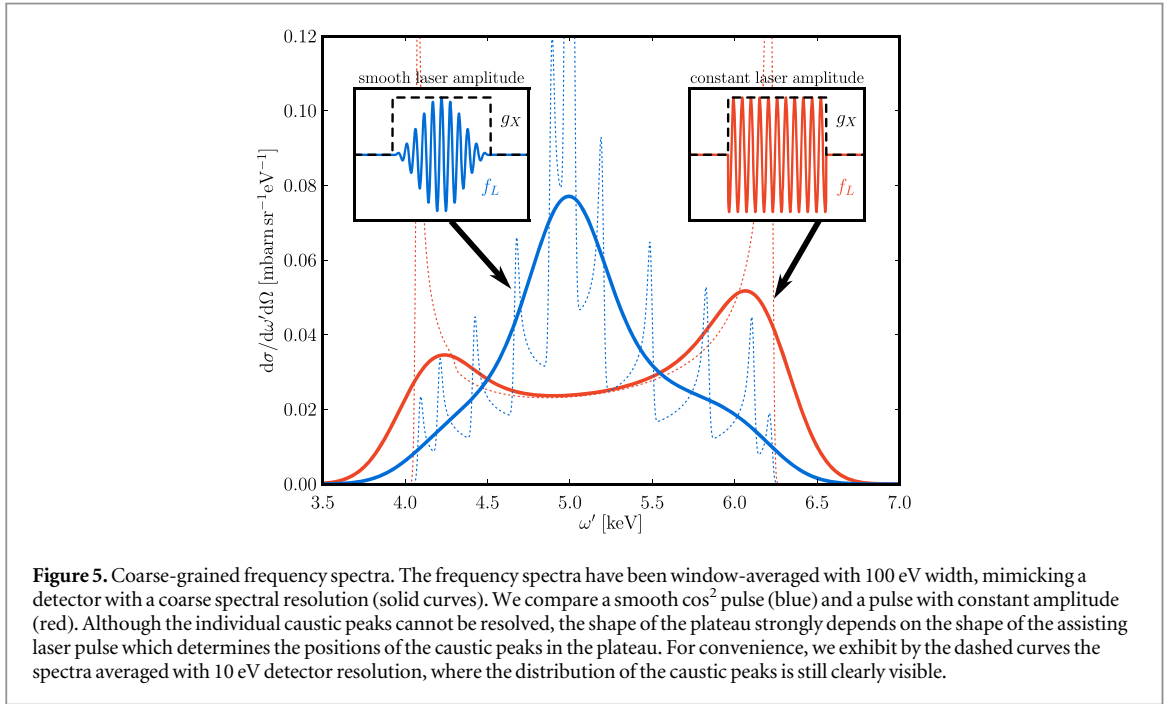 0.12
0.10
0.08
0.06
0.04
0.02
0.00
dσ/dω′dΩ [mbarn sr⁻¹eV⁻¹]
smooth laser amplitude
g_X
f_L
constant laser amplitude
g_X
f_L
3.5 4.0 4.5 5.0 5.5 6.0 6.5 7.0
ω′ [keV]
Figure 5. Coarse-grained frequency spectra. The frequency spectra have been window-averaged with 100 eV width, mimicking a
detector with a coarse spectral resolution (solid curves). We compare a smooth cos² pulse (blue) and a pulse with constant amplitude
(red). Although the individual caustic peaks cannot be resolved, the shape of the plateau strongly depends on the shape of the assisting
laser pulse which determines the positions of the caustic peaks in the plateau. For convenience, we exhibit by the dashed curves the
spectra averaged with 10 eV detector resolution, where the distribution of the caustic peaks is still clearly visible.